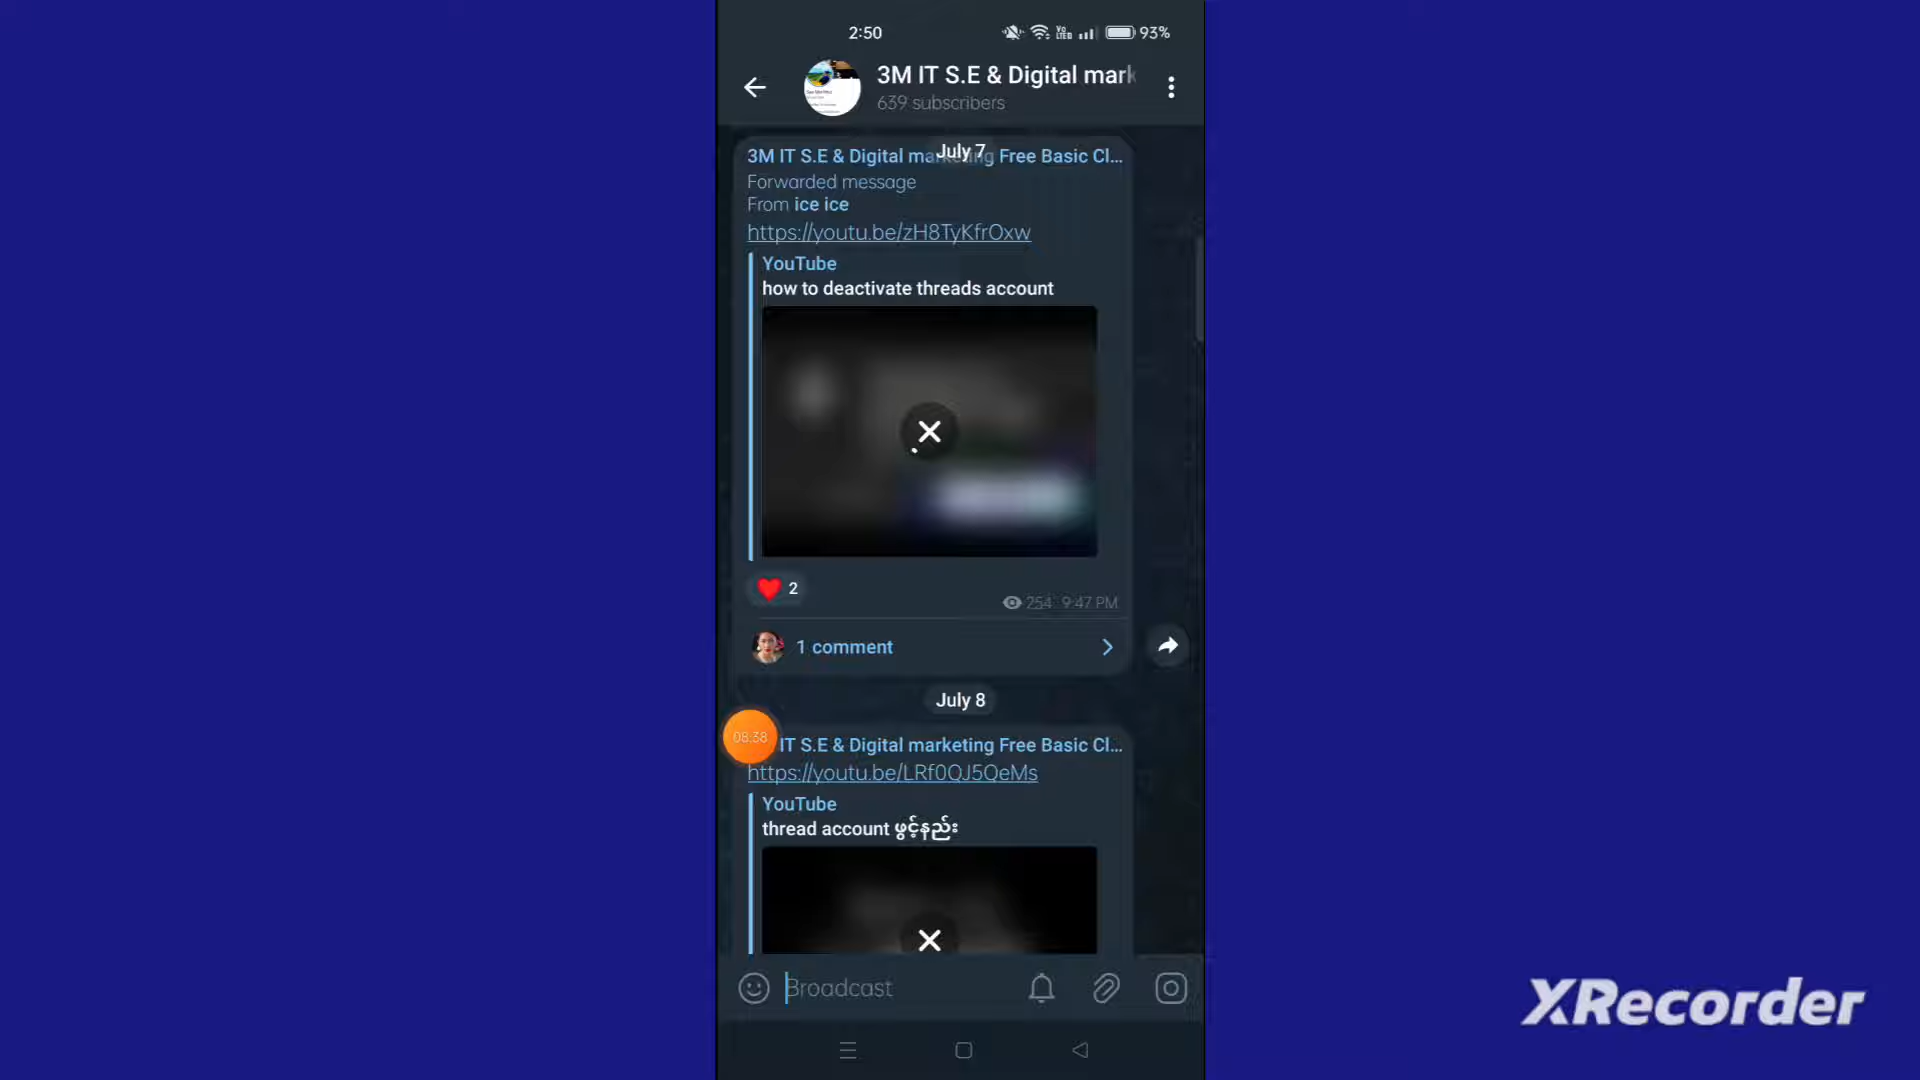 2:50
Vo LTE
93%
3M IT S.E & Digital mark
639 subscribers
July 7
3M IT S.E & Digital marketing Free Basic Cl...
Forwarded message
From ice ice
https://youtu.be/zH8TyKfrOxw
YouTube
how to deactivate threads account
2
254 9:47 PM
1 comment
July 8
08:38
IT S.E & Digital marketing Free Basic Cl...
https://youtu.be/LRf0QJ5QeMs
YouTube
thread account ဖွင့်နည်း
Broadcast
XRecorder